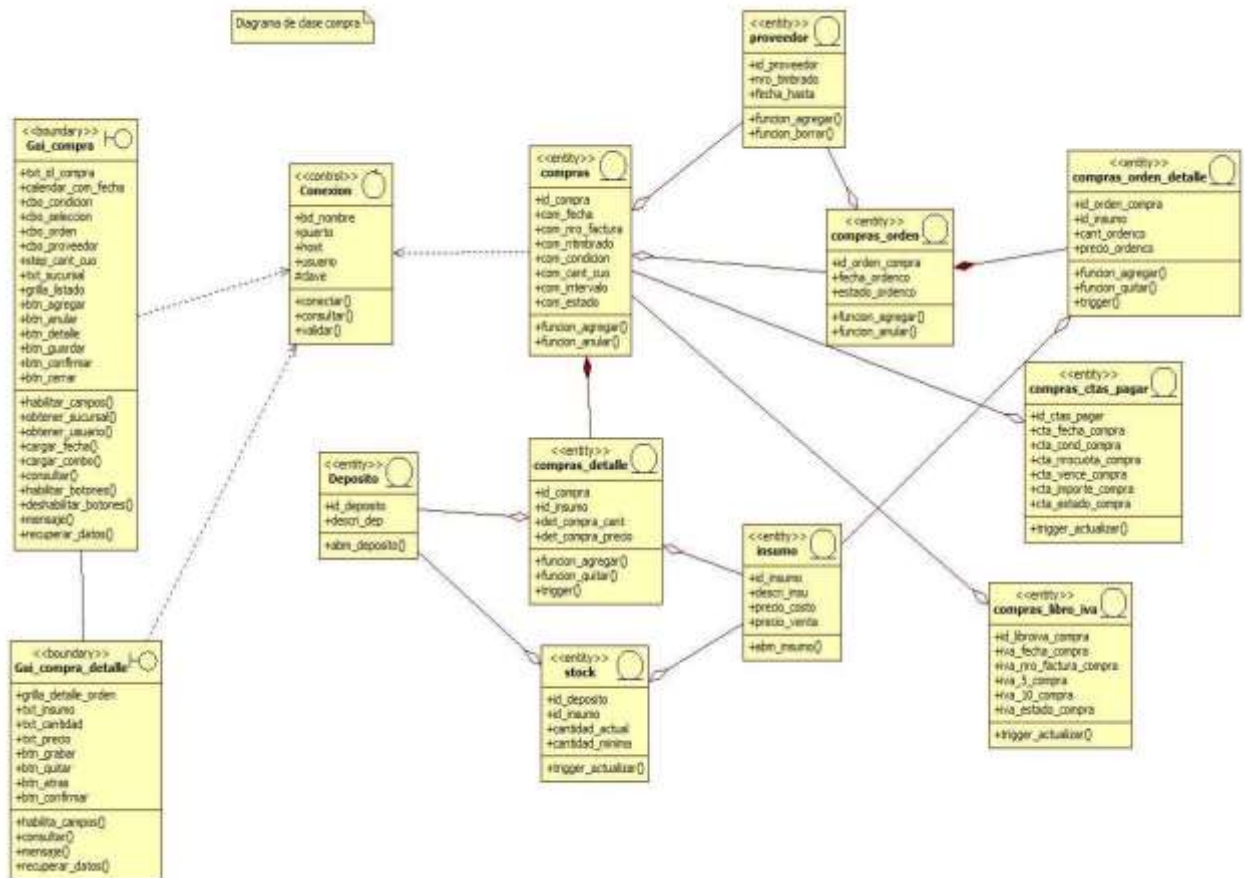 Diagrama de clase compra
<<entity>>
proveedor
+id_proveedor
+nro_timbrado
+fecha_hasta
+funcion_agregar()
+funcion_borrar()
<<boundary>>
Gui_compra
+txt_id_compra
+calendar_com_fecha
+cbo_condicion
+cbo_seleccion
+cbo_orden
+cbo_proveedor
+step_cant_cuo
+txt_sucursal
+grilla_listado
+btn_agregar
+btn_anular
+btn_detalle
+btn_guardar
+btn_confirmar
+btn_cerrar
+habilitar_campos()
+obtener_sucursal()
+obtener_usuario()
+cargar_fecha()
+cargar_combo()
+consultar()
+habilitar_botones()
+deshabilitar_botones()
+mensaje()
+recuperar_datos()
<<control>>
Conexion
+bd_nombre
+puerto
+host
+usuario
#clave
+conectar()
+consultar()
+validar()
<<entity>>
compras
+id_compra
+com_fecha
+com_nro_factura
+com_condicion
+com_cant_cuo
+com_intervalo
+com_estado
+funcion_agregar()
+funcion_anular()
<<entity>>
compras_orden
+id_orden_compra
+fecha_ordenco
+estado_ordenco
+funcion_agregar()
+funcion_anular()
<<entity>>
compras_orden_detalle
+id_orden_compra
+id_insumo
+cant_ordenco
+precio_ordenco
+funcion_agregar()
+funcion_quitar()
+trigger()
<<entity>>
compras_ctas_pagar
+id_ctas_pagar
+cta_fecha_compra
+cta_cond_compra
+cta_nrocuota_compra
+cta_vence_compra
+cta_importe_compra
+cta_estado_compra
+trigger_actualizar()
<<entity>>
Deposito
+id_deposito
+descri_dep
+abm_deposito()
<<entity>>
compras_detalle
+id_compra
+id_insumo
+det_compra_cant
+det_compra_precio
+funcion_agregar()
+funcion_quitar()
+trigger()
<<entity>>
insumo
+id_insumo
+descri_insu
+precio_costo
+precio_venta
+abm_insumo()
<<entity>>
compras_libro_iva
+id_libroiva_compra
+iva_fecha_compra
+iva_nro_factura_compra
+iva_5_compra
+iva_10_compra
+iva_estado_compra
+trigger_actualizar()
<<boundary>>
Gui_compra_detalle
+grilla_detalle_orden
+txt_insumo
+txt_cantidad
+txt_precio
+btn_grabar
+btn_quitar
+btn_atras
+btn_confirmar
+habilita_campos()
+consultar()
+mensaje()
+recuperar_datos()
<<entity>>
stock
+id_deposito
+id_insumo
+cantidad_actual
+cantidad_minima
+trigger_actualizar()